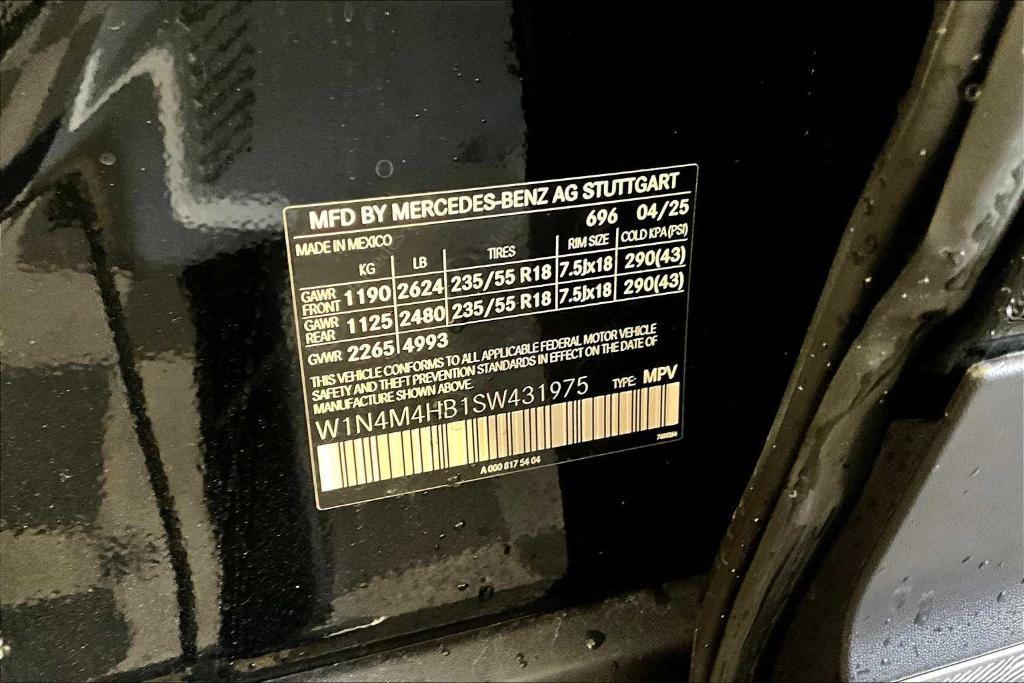 MFD BY MERCEDES-BENZ AG STUTTGART
MADE IN MEXICO 696 04/25
KG LB TIRES RIM SIZE COLD KPA(PSI)
GAWR FRONT 1190 2624 235/55 R18 7.5Jx18 290(43)
GAWR REAR 1125 2480 235/55 R18 7.5Jx18 290(43)
GVWR 2265 4993
THIS VEHICLE CONFORMS TO ALL APPLICABLE FEDERAL MOTOR VEHICLE
SAFETY AND THEFT PREVENTION STANDARDS IN EFFECT ON THE DATE OF
MANUFACTURE SHOWN ABOVE.
W1N4M4HB1SW431975 TYPE: MPV
A 000 817 54 04